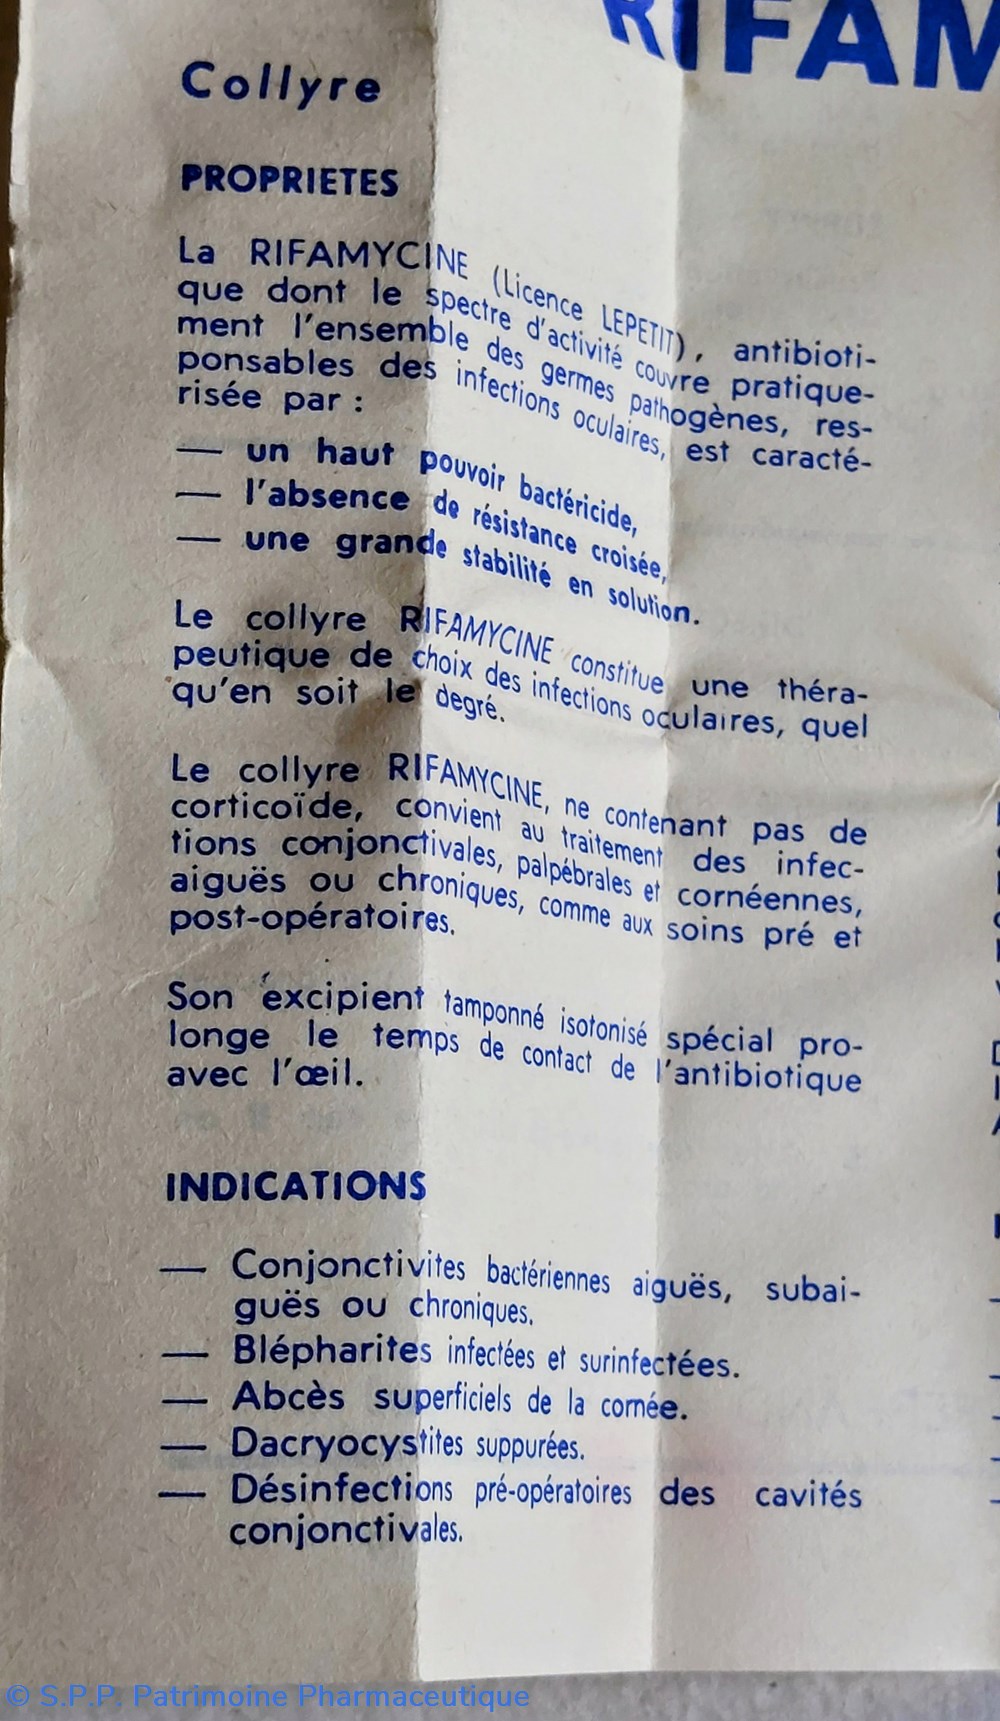 RIFAM
Collyre
PROPRIETES
La RIFAMYCINE (Licence LEPETIT), antibioti-
que dont le spectre d'activité couvre pratique-
ment l'ensemble des germes pathogènes, res-
ponsables des infections oculaires, est caracté-
risée par :
— un haut pouvoir bactéricide,
— l'absence de résistance croisée,
— une grande stabilité en solution.
Le collyre RIFAMYCINE constitue une théra-
peutique de choix des infections oculaires, quel
qu'en soit le degré.
Le collyre RIFAMYCINE, ne contenant pas de
corticoïde, convient au traitement des infec-
tions conjonctivales, palpébrales et cornéennes,
aiguës ou chroniques, comme aux soins pré et
post-opératoires.
Son excipient tamponné isotonisé spécial pro-
longe le temps de contact de l'antibiotique
avec l'œil.
INDICATIONS
— Conjonctivites bactériennes aiguës, subai-
guës ou chroniques.
— Blépharites infectées et surinfectées.
— Abcès superficiels de la cornée.
— Dacryocystites suppurées.
— Désinfections pré-opératoires des cavités
conjonctivales.
© S.P.P. Patrimoine Pharmaceutique